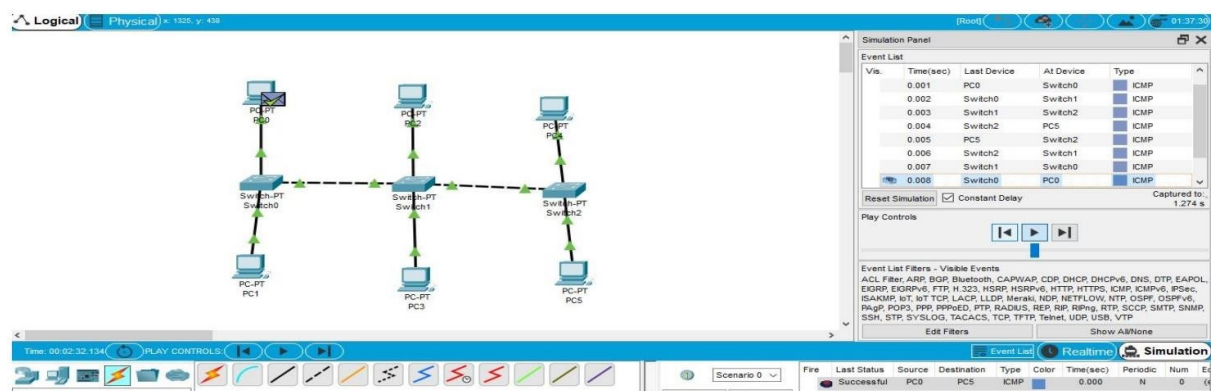 Logical Physical x: 1325, y: 438 [Root] 01:37:30
Simulation Panel
Event List
Vis. Time(sec) Last Device At Device Type
0.001 PC0 Switch0 ICMP
0.002 Switch0 Switch1 ICMP
0.003 Switch1 Switch2 ICMP
0.004 Switch2 PC5 ICMP
0.005 PC5 Switch2 ICMP
0.006 Switch2 Switch1 ICMP
0.007 Switch1 Switch0 ICMP
0.008 Switch0 PC0 ICMP
Reset Simulation Constant Delay Captured to:
1.274 s
Play Controls
Event List Filters - Visible Events
ACL Filter, ARP, BGP, Bluetooth, CAPWAP, CDP, DHCP, DHCPv6, DNS, DTP, EAPOL,
EIGRP, EIGRPv6, FTP, H.323, HSRP, HSRPv6, HTTP, HTTPS, ICMP, ICMPv6, IPSec,
ISAKMP, IoT, IoT TCP, LACP, LLDP, Meraki, NDP, NETFLOW, NTP, OSPF, OSPFv6,
PAgP, POP3, PPP, PPPoED, PTP, RADIUS, REP, RIP, RIPng, RTP, SCCP, SMTP, SNMP,
SSH, STP, SYSLOG, TACACS, TCP, TFTP, Telnet, UDP, USB, VTP
Edit Filters Show All/None
PC-PT
PC0
PC-PT
PC2
PC-PT
PC4
Switch-PT
Switch0
Switch-PT
Switch1
Switch-PT
Switch2
PC-PT
PC1
PC-PT
PC3
PC-PT
PC5
Time: 00:02:32.134 PLAY CONTROLS: Event List Realtime Simulation
Scenario 0 Fire Last Status Source Destination Type Color Time(sec) Periodic Num
Successful PC0 PC5 ICMP 0.000 N 0